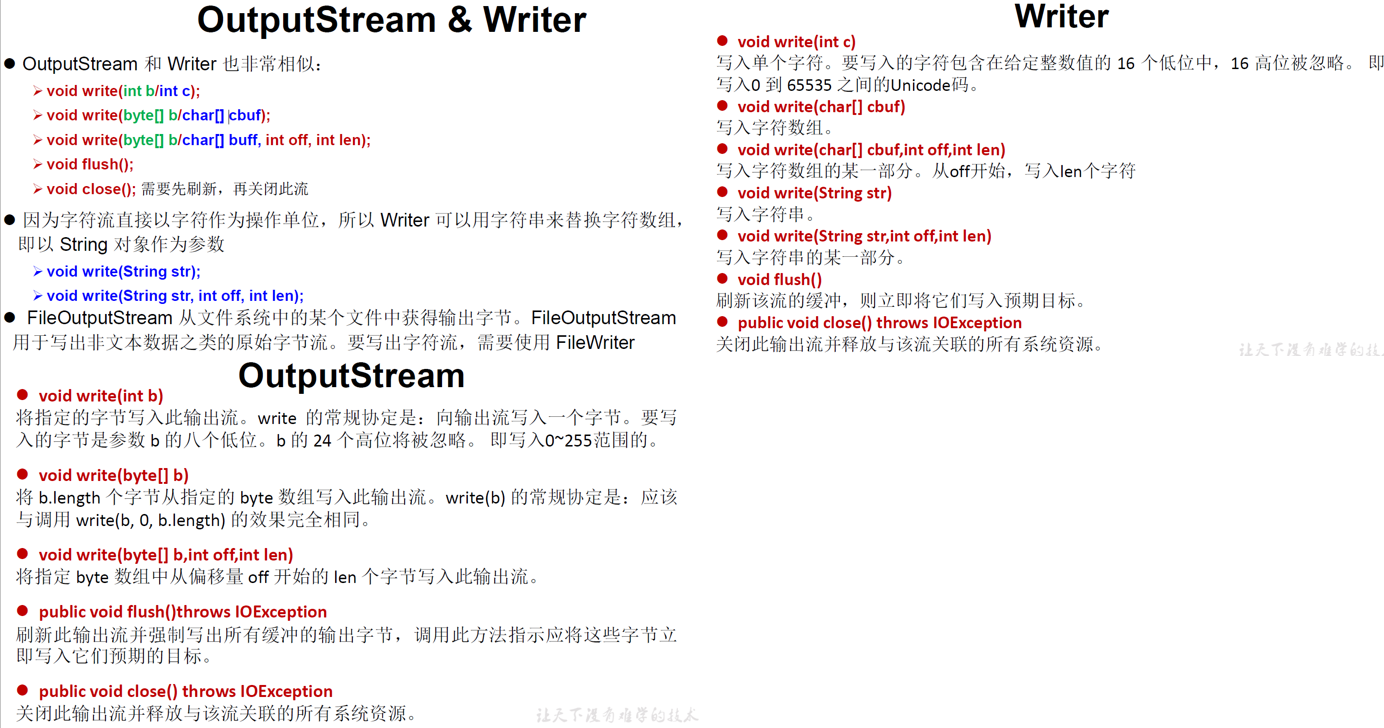 OutputStream & Writer
● OutputStream 和 Writer 也非常相似：
➢ void write(int b/int c);
➢ void write(byte[] b/char[] cbuf);
➢ void write(byte[] b/char[] buff, int off, int len);
➢ void flush();
➢ void close(); 需要先刷新，再关闭此流
● 因为字符流直接以字符作为操作单位，所以 Writer 可以用字符串来替换字符数组，
即以 String 对象作为参数
➢ void write(String str);
➢ void write(String str, int off, int len);
● FileOutputStream 从文件系统中的某个文件中获得输出字节。FileOutputStream
用于写出非文本数据之类的原始字节流。要写出字符流，需要使用 FileWriter
OutputStream
● void write(int b)
将指定的字节写入此输出流。write 的常规协定是：向输出流写入一个字节。要写
入的字节是参数 b 的八个低位。b 的 24 个高位将被忽略。 即写入0~255范围的。
● void write(byte[] b)
将 b.length 个字节从指定的 byte 数组写入此输出流。write(b) 的常规协定是：应该
与调用 write(b, 0, b.length) 的效果完全相同。
● void write(byte[] b,int off,int len)
将指定 byte 数组中从偏移量 off 开始的 len 个字节写入此输出流。
● public void flush()throws IOException
刷新此输出流并强制写出所有缓冲的输出字节，调用此方法指示应将这些字节立
即写入它们预期的目标。
● public void close() throws IOException
关闭此输出流并释放与该流关联的所有系统资源。
让天下没有难学的技术
Writer
● void write(int c)
写入单个字符。要写入的字符包含在给定整数值的 16 个低位中，16 高位被忽略。 即
写入0 到 65535 之间的Unicode码。
● void write(char[] cbuf)
写入字符数组。
● void write(char[] cbuf,int off,int len)
写入字符数组的某一部分。从off开始，写入len个字符
● void write(String str)
写入字符串。
● void write(String str,int off,int len)
写入字符串的某一部分。
● void flush()
刷新该流的缓冲，则立即将它们写入预期目标。
● public void close() throws IOException
关闭此输出流并释放与该流关联的所有系统资源。
让天下没有难学的技